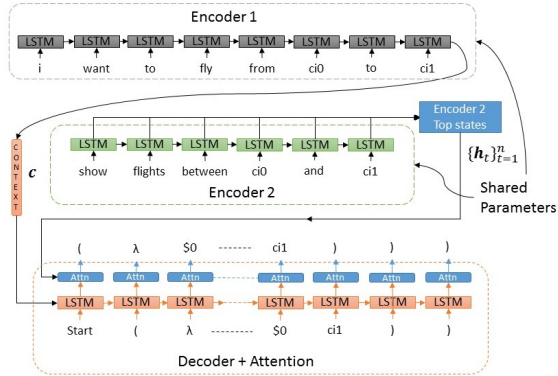 Encoder 1
LSTM LSTM LSTM LSTM LSTM LSTM LSTM LSTM
i want to fly from ci0 to ci1
Encoder 2
Top states
CONTEXT
c
LSTM LSTM LSTM LSTM LSTM LSTM
{h_t}_{t=1}^n
show flights between ci0 and ci1
Encoder 2
Shared
Parameters
( λ $0 -------- ci1 ) ) )
Attn Attn Attn Attn Attn Attn Attn
LSTM LSTM LSTM LSTM LSTM LSTM LSTM
Start ( λ -------- $0 ci1 ) )
Decoder + Attention